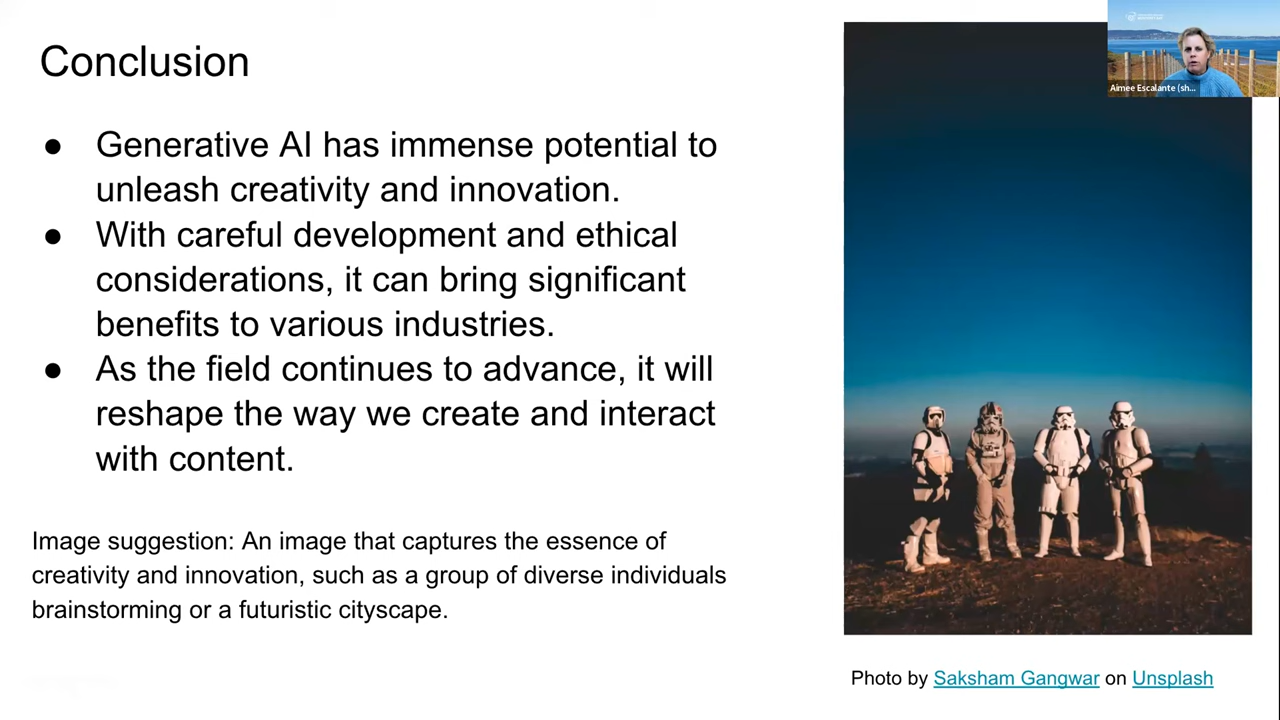 Conclusion
● Generative AI has immense potential to
unleash creativity and innovation.
● With careful development and ethical
considerations, it can bring significant
benefits to various industries.
● As the field continues to advance, it will
reshape the way we create and interact
with content.
Image suggestion: An image that captures the essence of
creativity and innovation, such as a group of diverse individuals
brainstorming or a futuristic cityscape.
Aimee Escalante (sh...
Photo by Saksham Gangwar on Unsplash